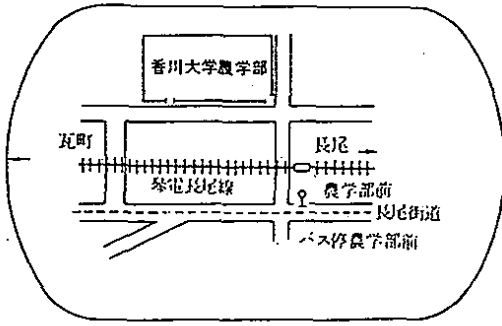 香川大学農学部
瓦町
長尾
琴電長尾線
農学部前
長尾街道
バス停農学部前